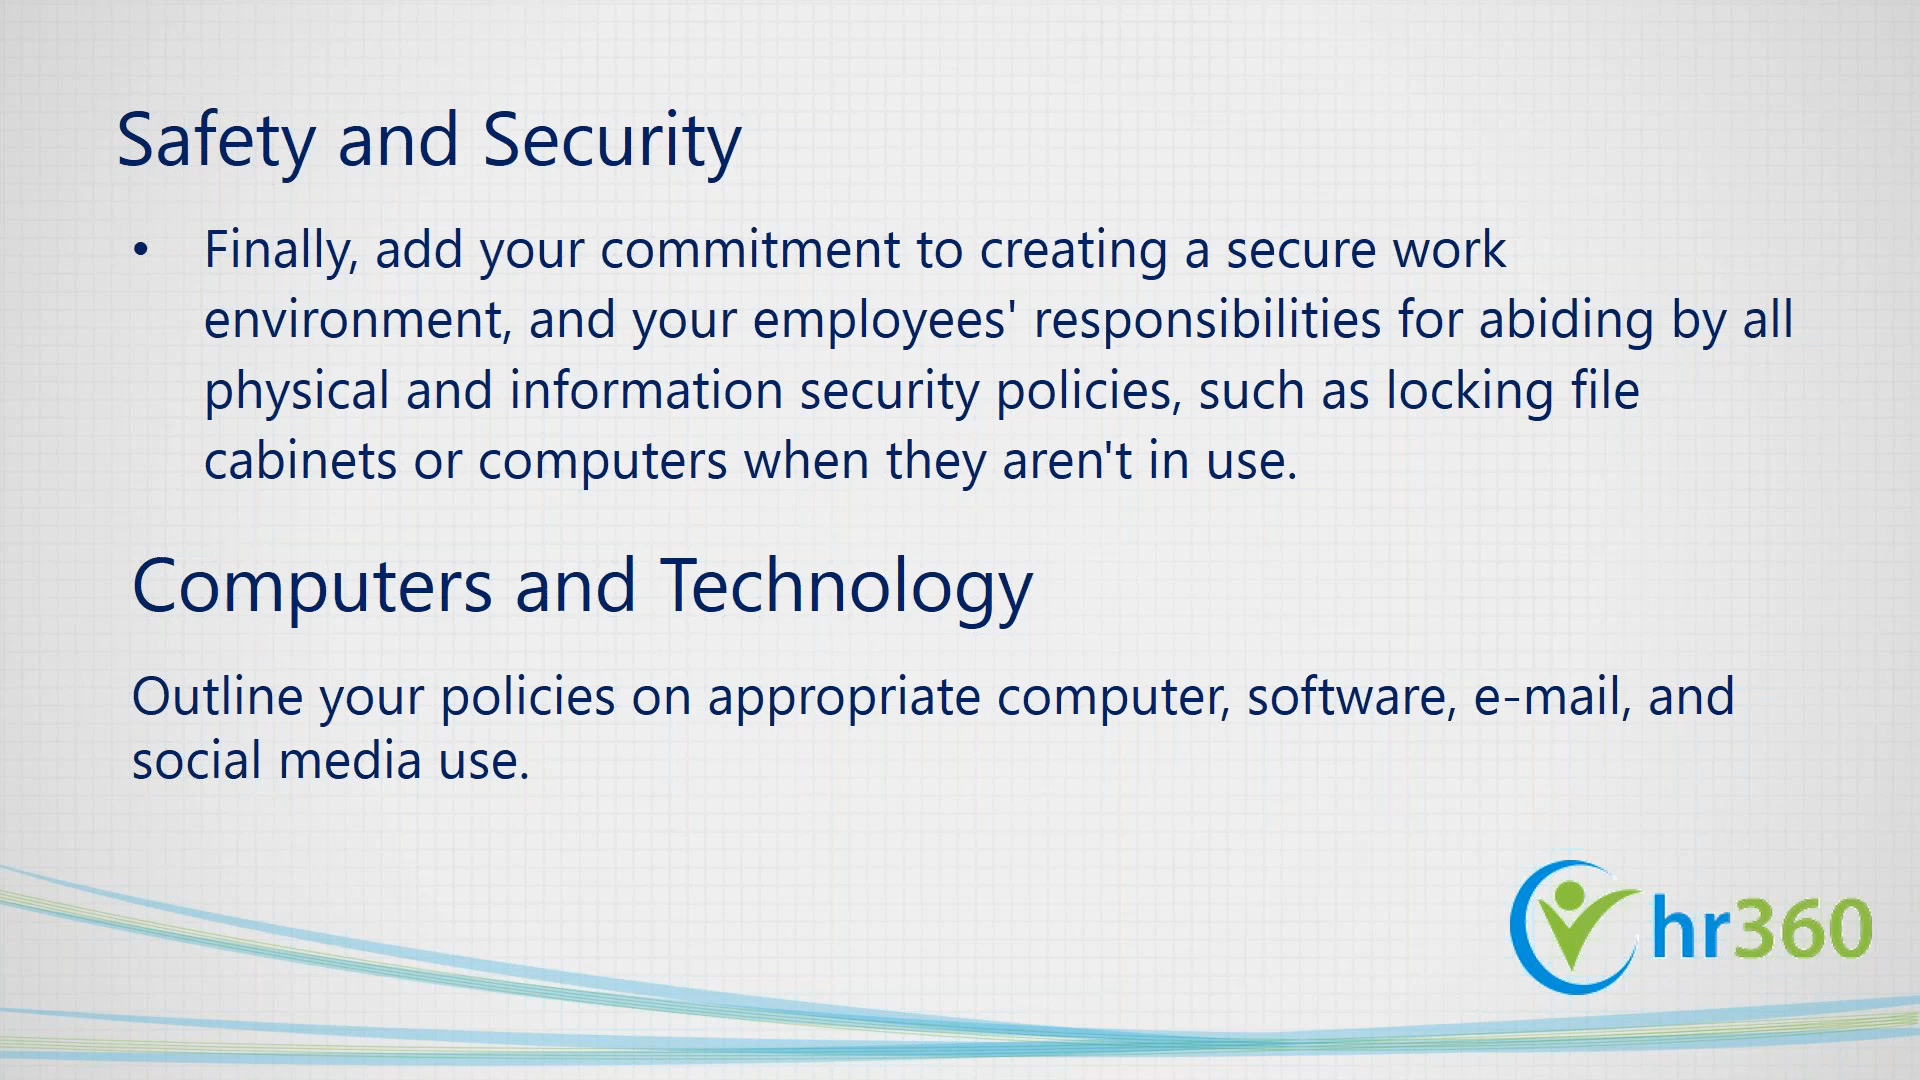 Safety and Security
• Finally, add your commitment to creating a secure work
environment, and your employees' responsibilities for abiding by all
physical and information security policies, such as locking file
cabinets or computers when they aren't in use.
Computers and Technology
Outline your policies on appropriate computer, software, e-mail, and
social media use.
hr360